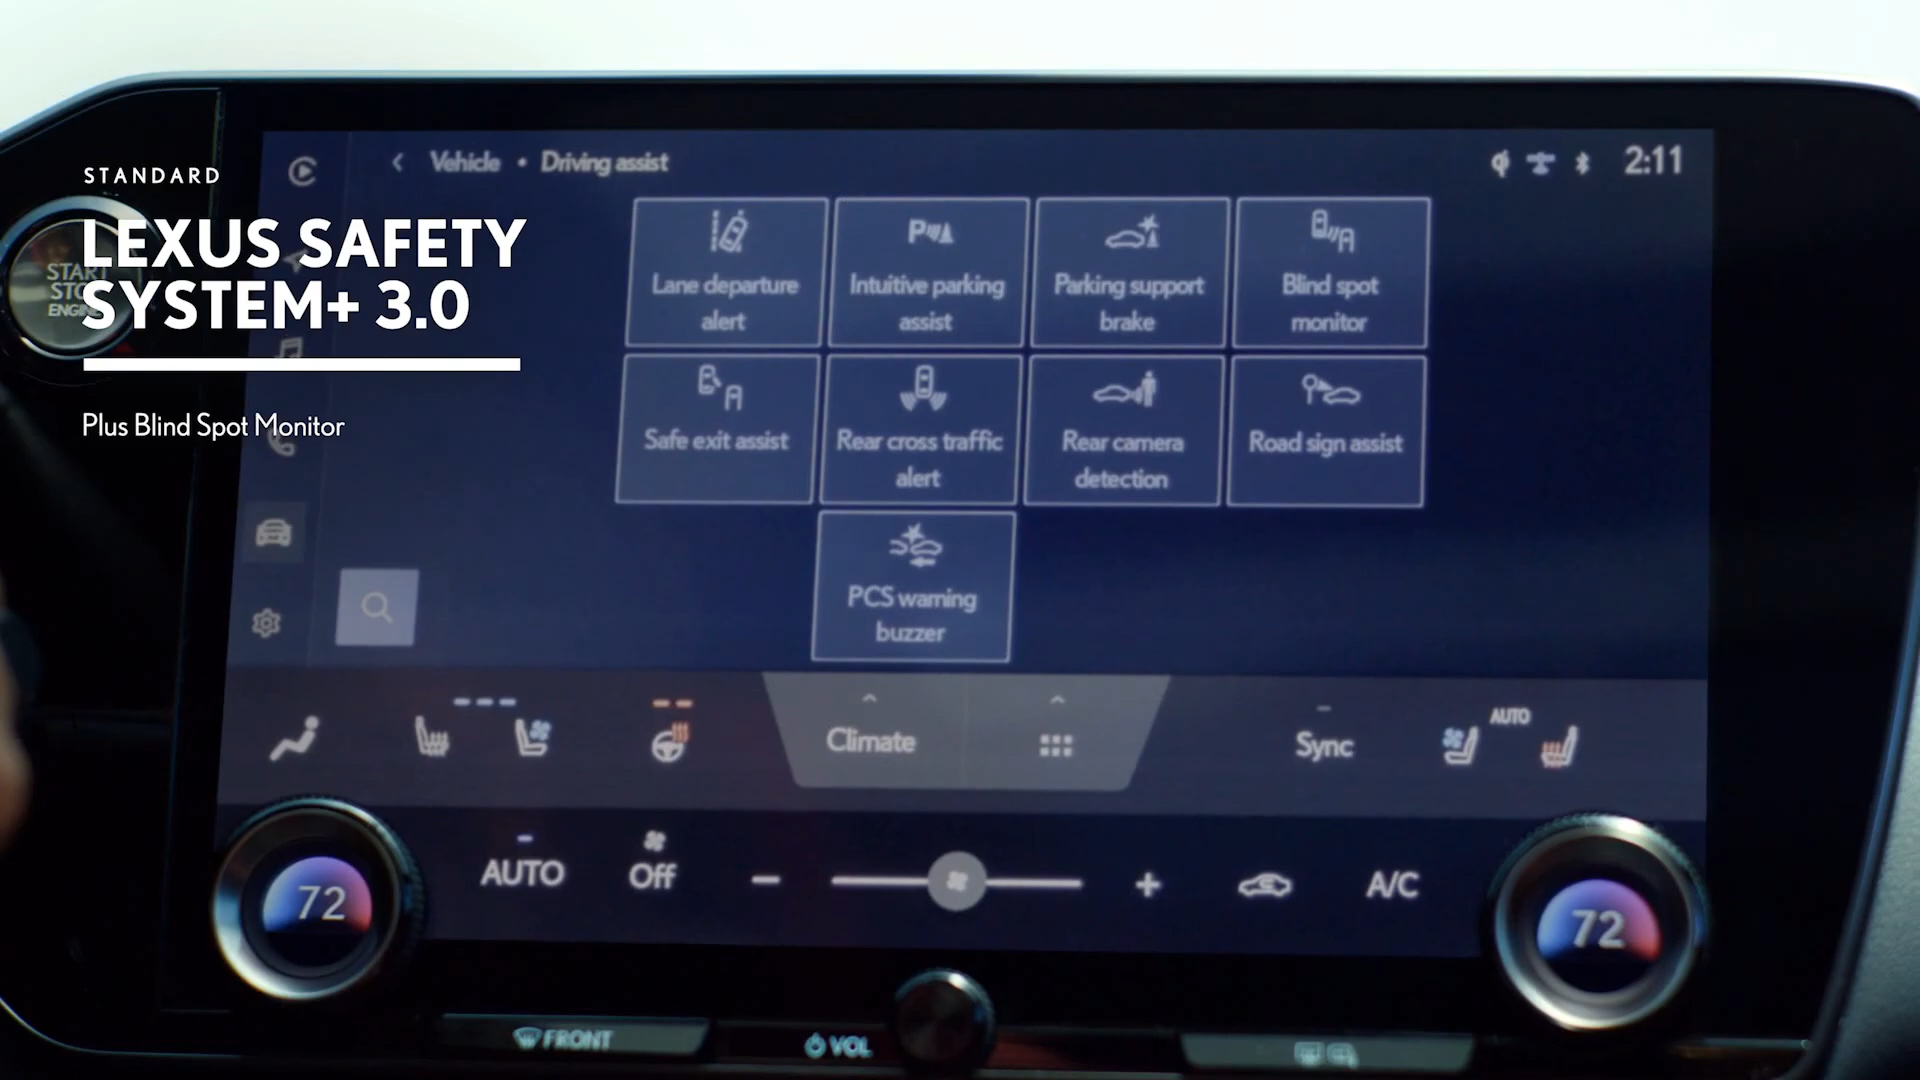 STANDARD
LEXUS SAFETY
SYSTEM+ 3.0
Plus Blind Spot Monitor
START
ENGINE
Vehicle • Driving assist
2:11
Lane departure
alert
Intuitive parking
assist
Parking support
brake
Blind spot
monitor
Safe exit assist
Rear cross traffic
alert
Rear camera
detection
Road sign assist
PCS warning
buzzer
Climate
Sync
AUTO
72
AUTO
Off
A/C
72
FRONT
VOL